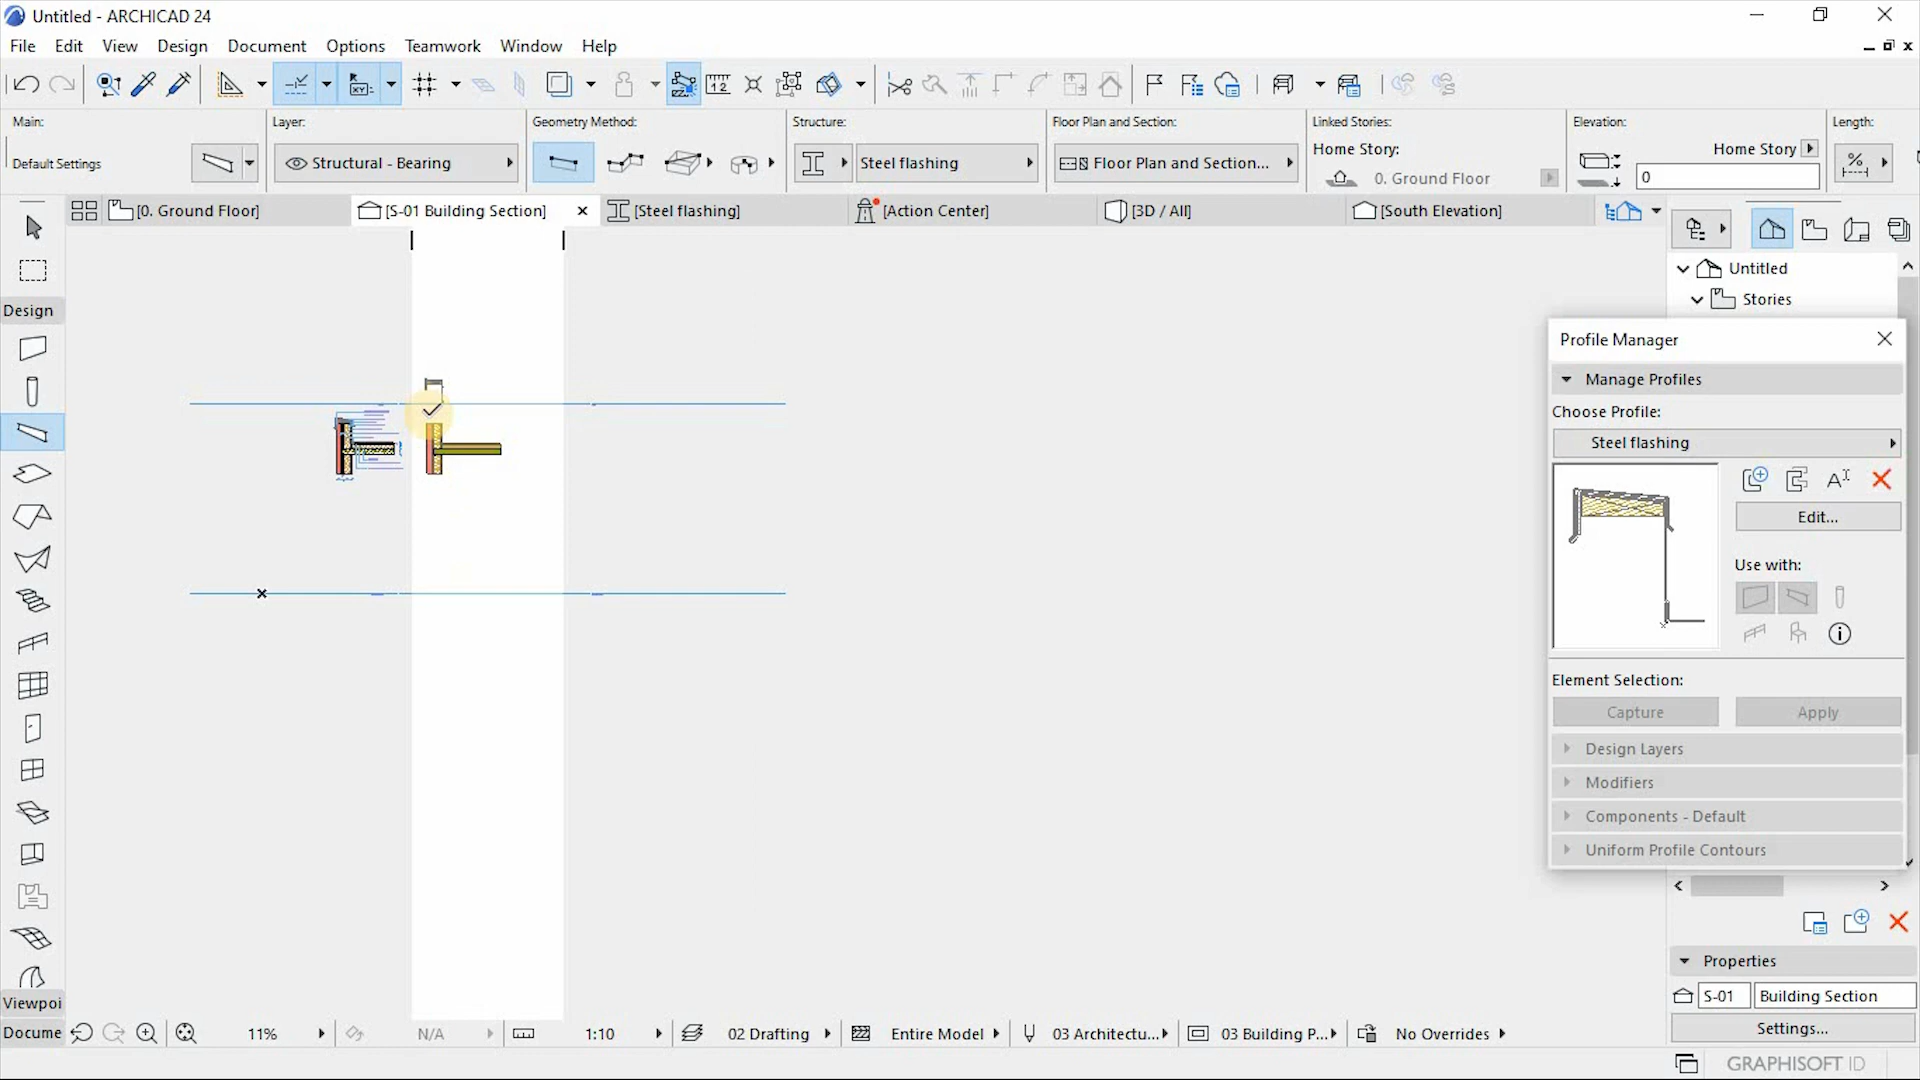 Untitled - ARCHICAD 24
File Edit View Design Document Options Teamwork Window Help
Main:
Layer:
Geometry Method:
Structure:
Floor Plan and Section:
Linked Stories:
Elevation:
Length:
Default Settings
Structural - Bearing
Steel flashing
Floor Plan and Section...
Home Story:
0. Ground Floor
Home Story
0
[0. Ground Floor]
[S-01 Building Section]
[Steel flashing]
[Action Center]
[3D / All]
[South Elevation]
Design
Viewpoi
Docume
Untitled
Stories
Profile Manager
Manage Profiles
Choose Profile:
Steel flashing
Edit...
Use with:
Element Selection:
Capture
Apply
Design Layers
Modifiers
Components - Default
Uniform Profile Contours
Properties
S-01
Building Section
Settings...
11%
N/A
1:10
02 Drafting
Entire Model
03 Architectu...
03 Building P...
No Overrides
GRAPHISOFT ID